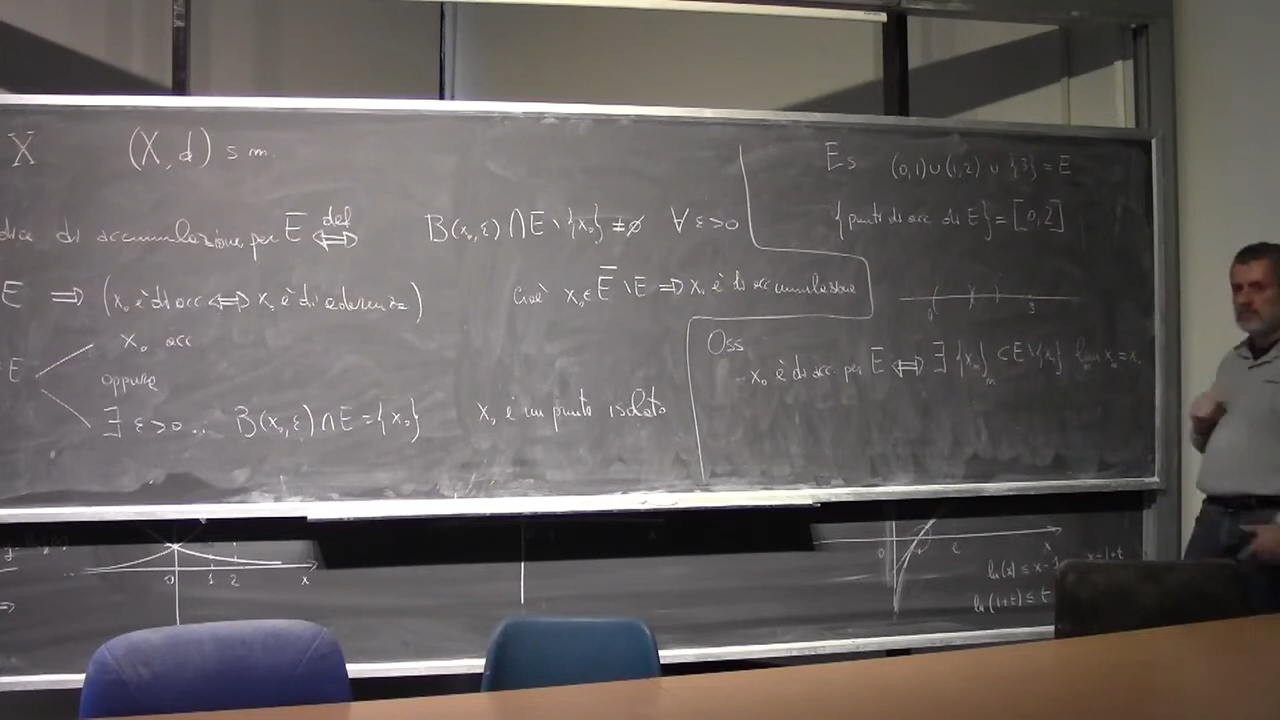 X (X,d) s m.
di accumulazione per E def ⟺ B(x₀,ε) ∩ E \ {x₀} ≠ ∅ ∀ ε>0
E ⟹ (x₀ è di acc ⟺ x₀ è di aderenza)
cioè x₀ ∈ E̅ \ E ⟹ x₀ è di accumulazione
E
x₀ acc
oppure
∃ ε>0 .. B(x₀,ε) ∩ E = {x₀} x₀ è un punto isolato
Es (0,1) ∪ (1,2) ∪ {3} = E
{punti di acc di E} = [0,2]
0 3
Oss
x₀ è di acc. per E ⟺ ∃ {xₙ}ₙ ⊂ E \ {x₀} lim xₙ = x₀
0 1 2 x
0 x
ln(x) ≤ x-1
x-1=t
ln(1+t) ≤ t